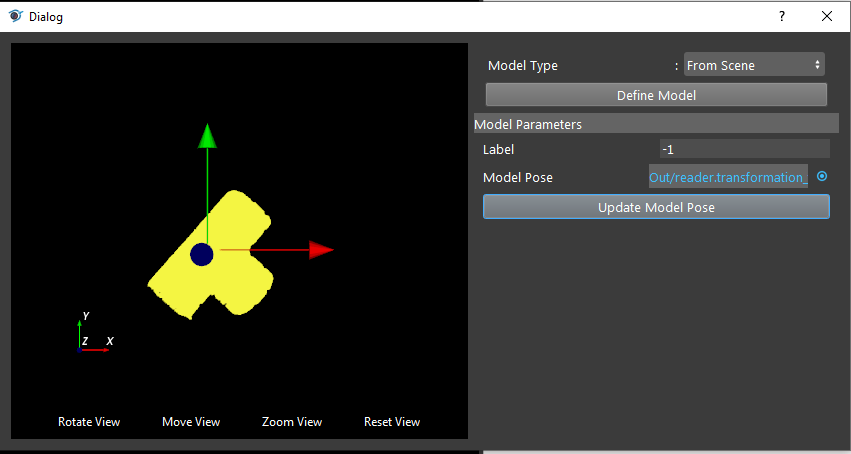 Dialog
?
Model Type : From Scene
Define Model
Model Parameters
Label -1
Model Pose Out/reader.transformation_
Update Model Pose
Y
Z X
Rotate View Move View Zoom View Reset View